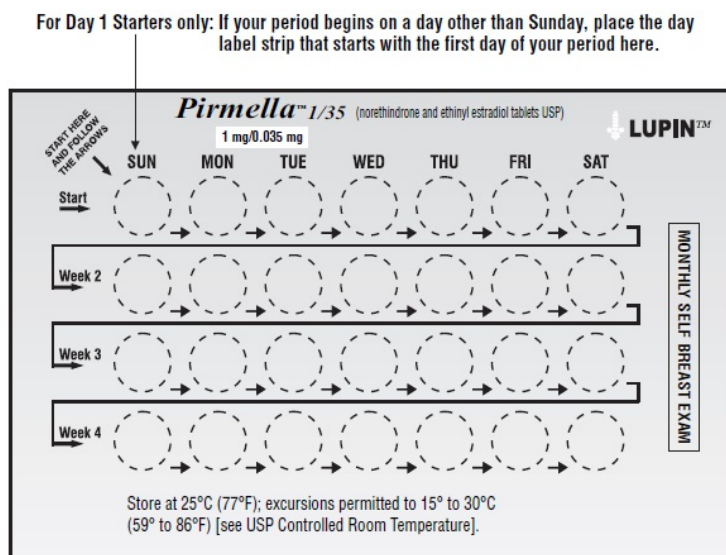 For Day 1 Starters only: If your period begins on a day other than Sunday, place the day
label strip that starts with the first day of your period here.
Pirmella™ 1/35 (norethindrone and ethinyl estradiol tablets USP)
1 mg/0.035 mg
LUPIN™
START HERE
AND FOLLOW
THE ARROWS
SUN MON TUE WED THU FRI SAT
Start
Week 2
Week 3
Week 4
MONTHLY SELF BREAST EXAM
Store at 25°C (77°F); excursions permitted to 15° to 30°C
(59° to 86°F) [see USP Controlled Room Temperature].